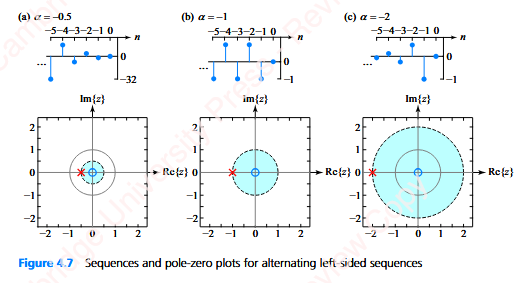 (a) α = -0.5 (b) α = -1 (c) α = -2
-5-4-3-2-1 0 n -5-4-3-2-1 0 n -5-4-3-2-1 0 n
0 0 0
... ... ...
-32 -1 -1
Im{z} Im{z} Im{z}
2 2 2
1 1 1
0 Re{z} 0 Re{z} 0 Re{z}
-1 -1 -1
-2 -2 -2
-2 -1 0 1 2 -2 -1 0 1 2 -2 -1 0 1 2
Figure 4.7 Sequences and pole-zero plots for alternating left-sided sequences